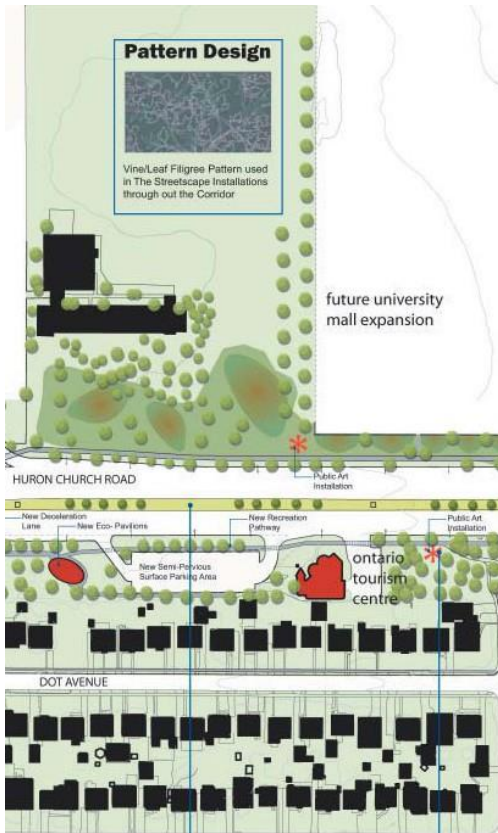 Pattern Design
Vine/Leaf Filigree Pattern used
in The Streetscape Installations
through out the Corridor
future university
mall expansion
Public Art
Installation
HURON CHURCH ROAD
New Deceleration
Lane
New Eco- Pavilions
New Recreation
Pathway
Public Art
Installation
New Semi-Pervious
Surface Parking Area
ontario
tourism
centre
DOT AVENUE